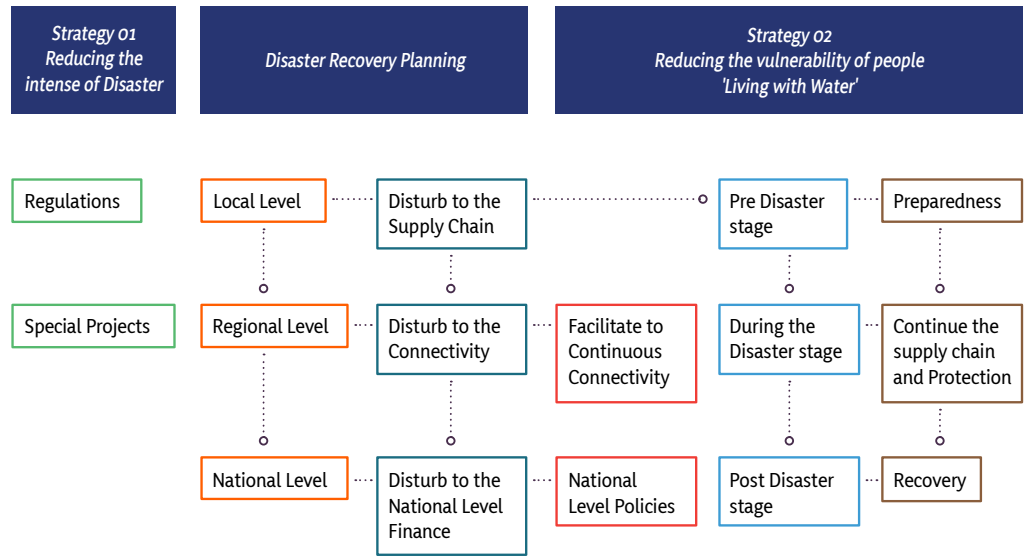 Strategy 01
Reducing the
intense of Disaster
Disaster Recovery Planning
Strategy 02
Reducing the vulnerability of people
'Living with Water'
Regulations
Local Level
Disturb to the
Supply Chain
Pre Disaster
stage
Preparedness
Special Projects
Regional Level
Disturb to the
Connectivity
Facilitate to
Continuous
Connectivity
During the
Disaster stage
Continue the
supply chain
and Protection
National Level
Disturb to the
National Level
Finance
National
Level Policies
Post Disaster
stage
Recovery